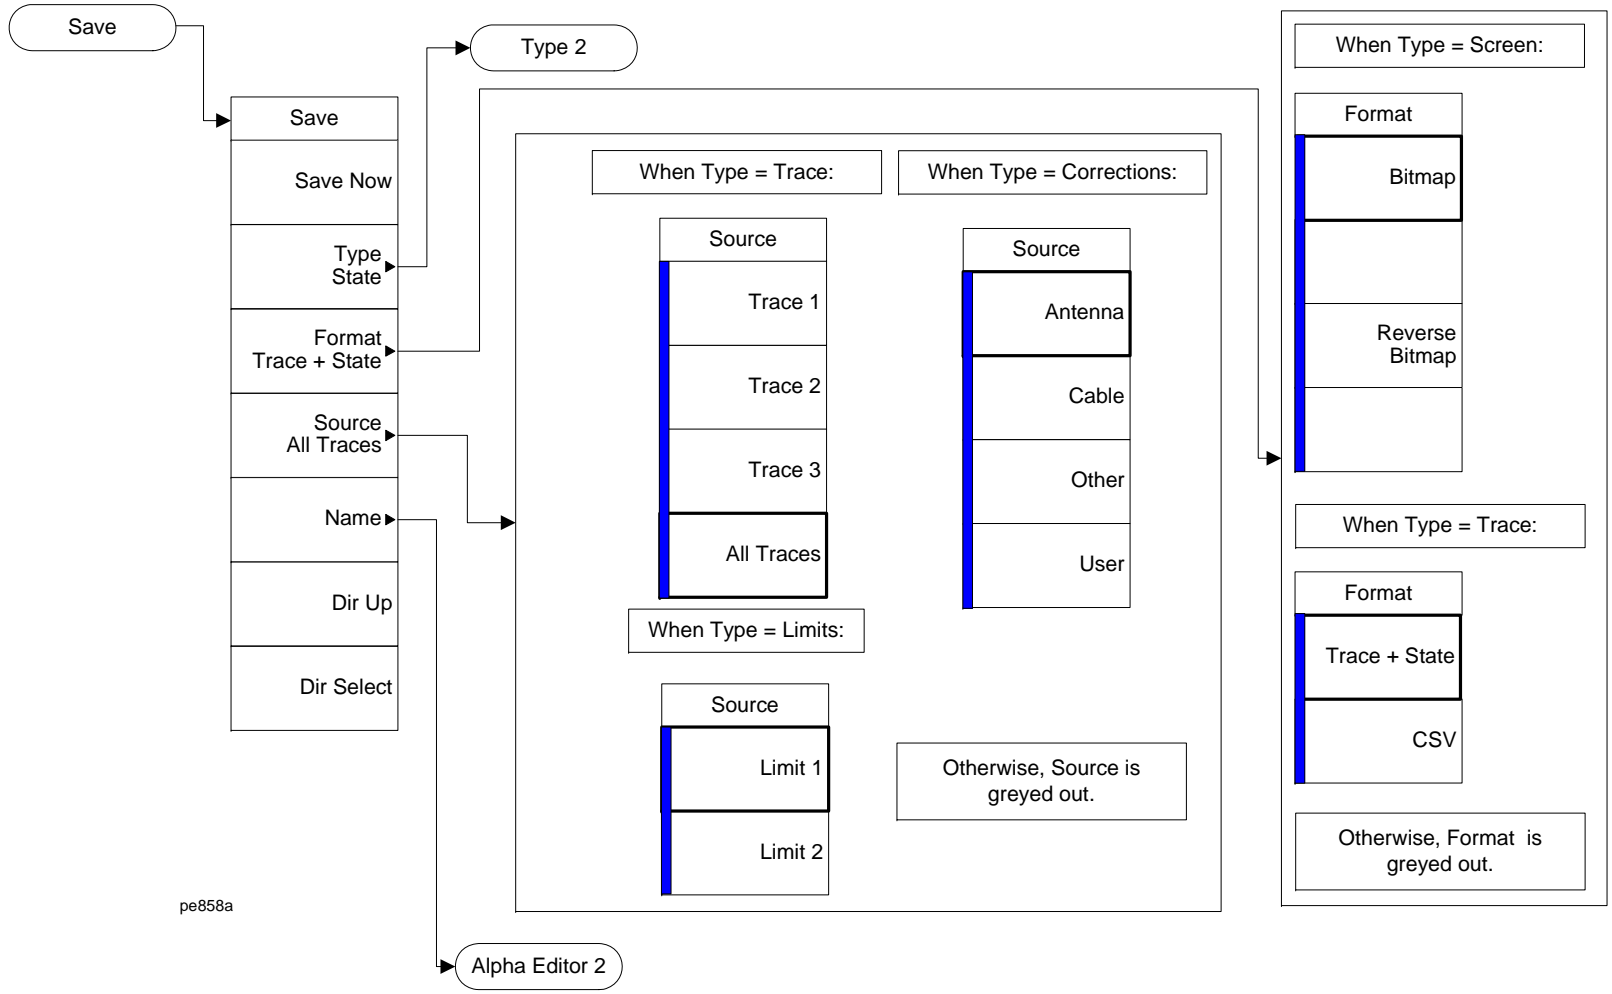 Save
Save
Save Now
Type
State
Format
Trace + State
Source
All Traces
Name
Dir Up
Dir Select
Type 2
When Type = Trace:
Source
Trace 1
Trace 2
Trace 3
All Traces
When Type = Corrections:
Source
Antenna
Cable
Other
User
When Type = Limits:
Source
Limit 1
Limit 2
Otherwise, Source is
greyed out.
When Type = Screen:
Format
Bitmap
Reverse
Bitmap
When Type = Trace:
Format
Trace + State
CSV
Otherwise, Format is
greyed out.
pe858a
Alpha Editor 2